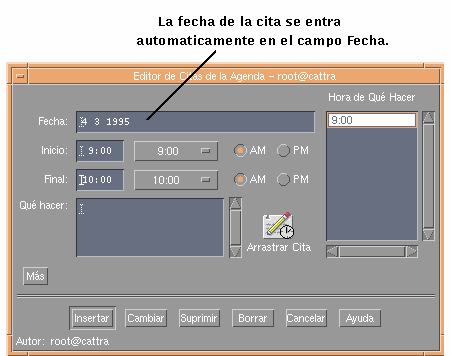 La fecha de la cita se entra
automaticamente en el campo Fecha.
Editor de Citas de la Agenda – root@cattra
Hora de Qué Hacer
Fecha: 4 3 1995
9:00
Inicio: 9:00 9:00 AM PM
Final: 10:00 10:00 AM PM
Qué hacer:
Arrastrar Cita
Más
Insertar Cambiar Suprimir Borrar Cancelar Ayuda
Autor: root@cattra